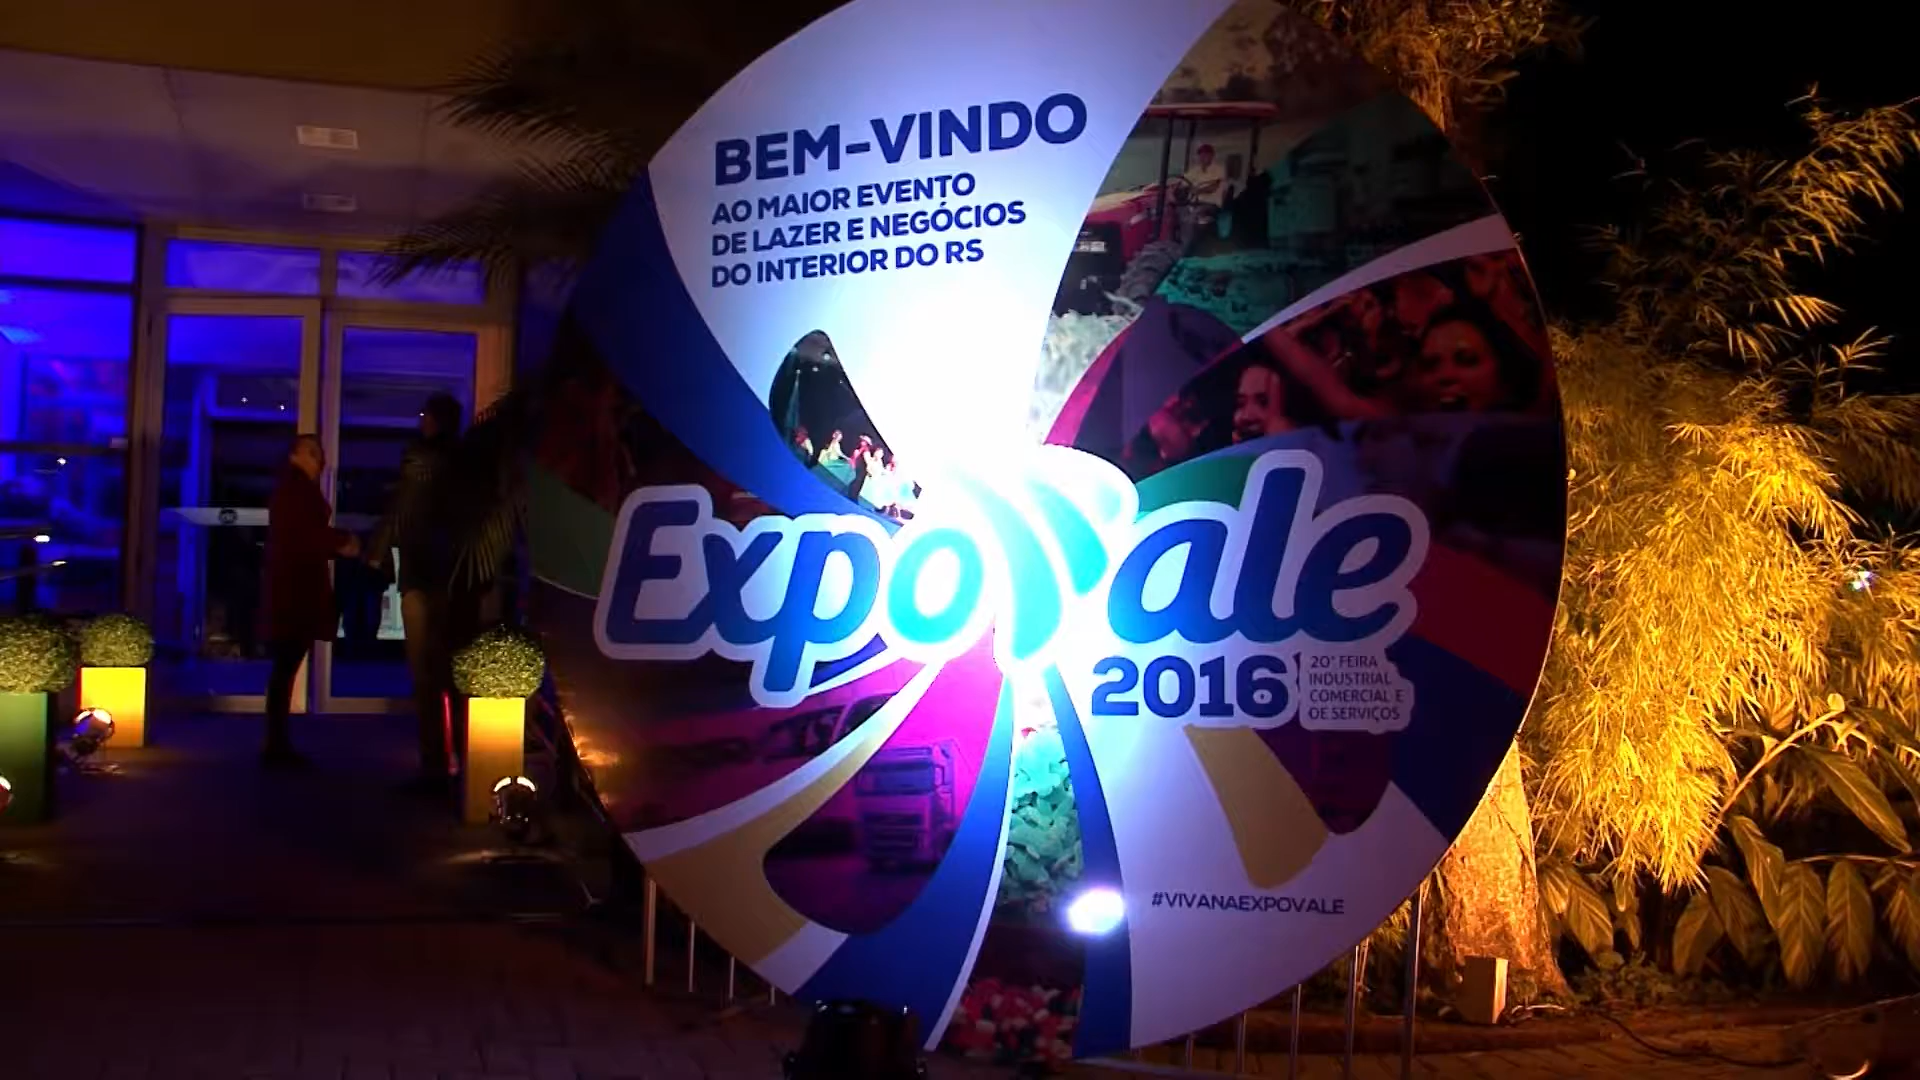 BEM-VINDO
AO MAIOR EVENTO
DE LAZER E NEGÓCIOS
DO INTERIOR DO RS
ExpoVale
2016
20ª FEIRA
INDUSTRIAL
COMERCIAL E
DE SERVIÇOS
#VIVANAEXPOVALE